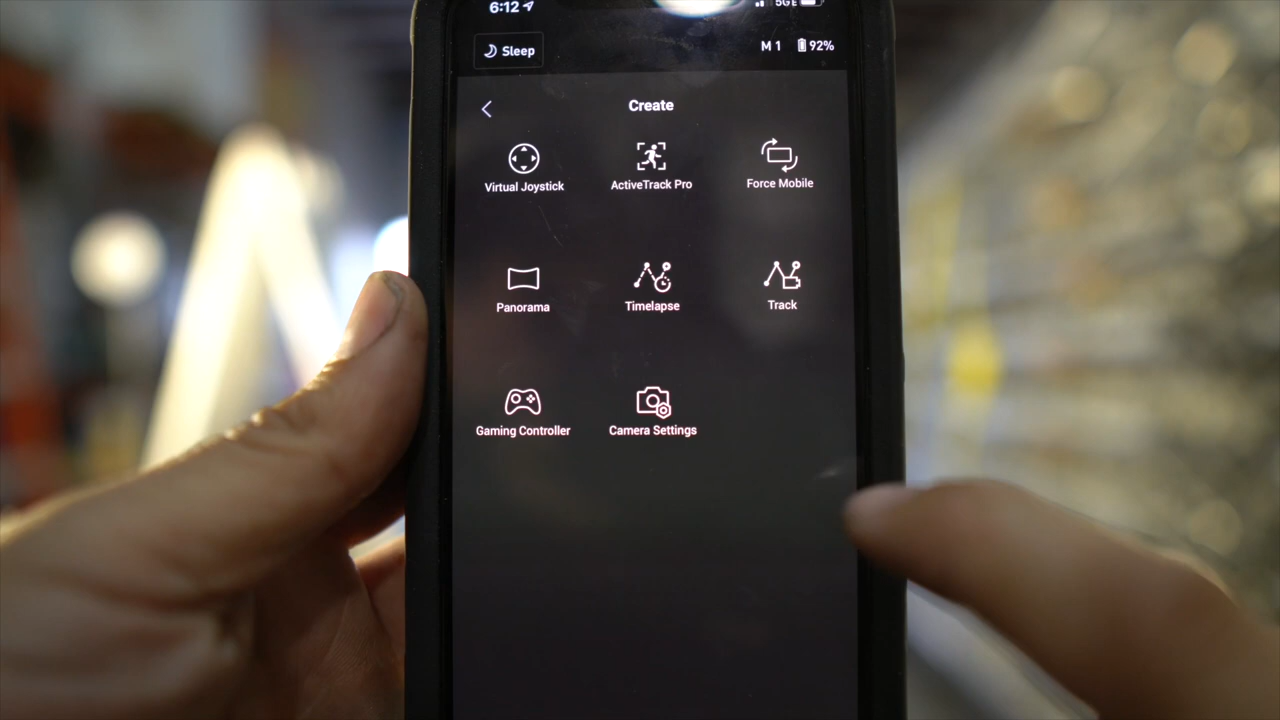 6:12
5GE
Sleep
M 1
92%
Create
Virtual Joystick
ActiveTrack Pro
Force Mobile
Panorama
Timelapse
Track
Gaming Controller
Camera Settings